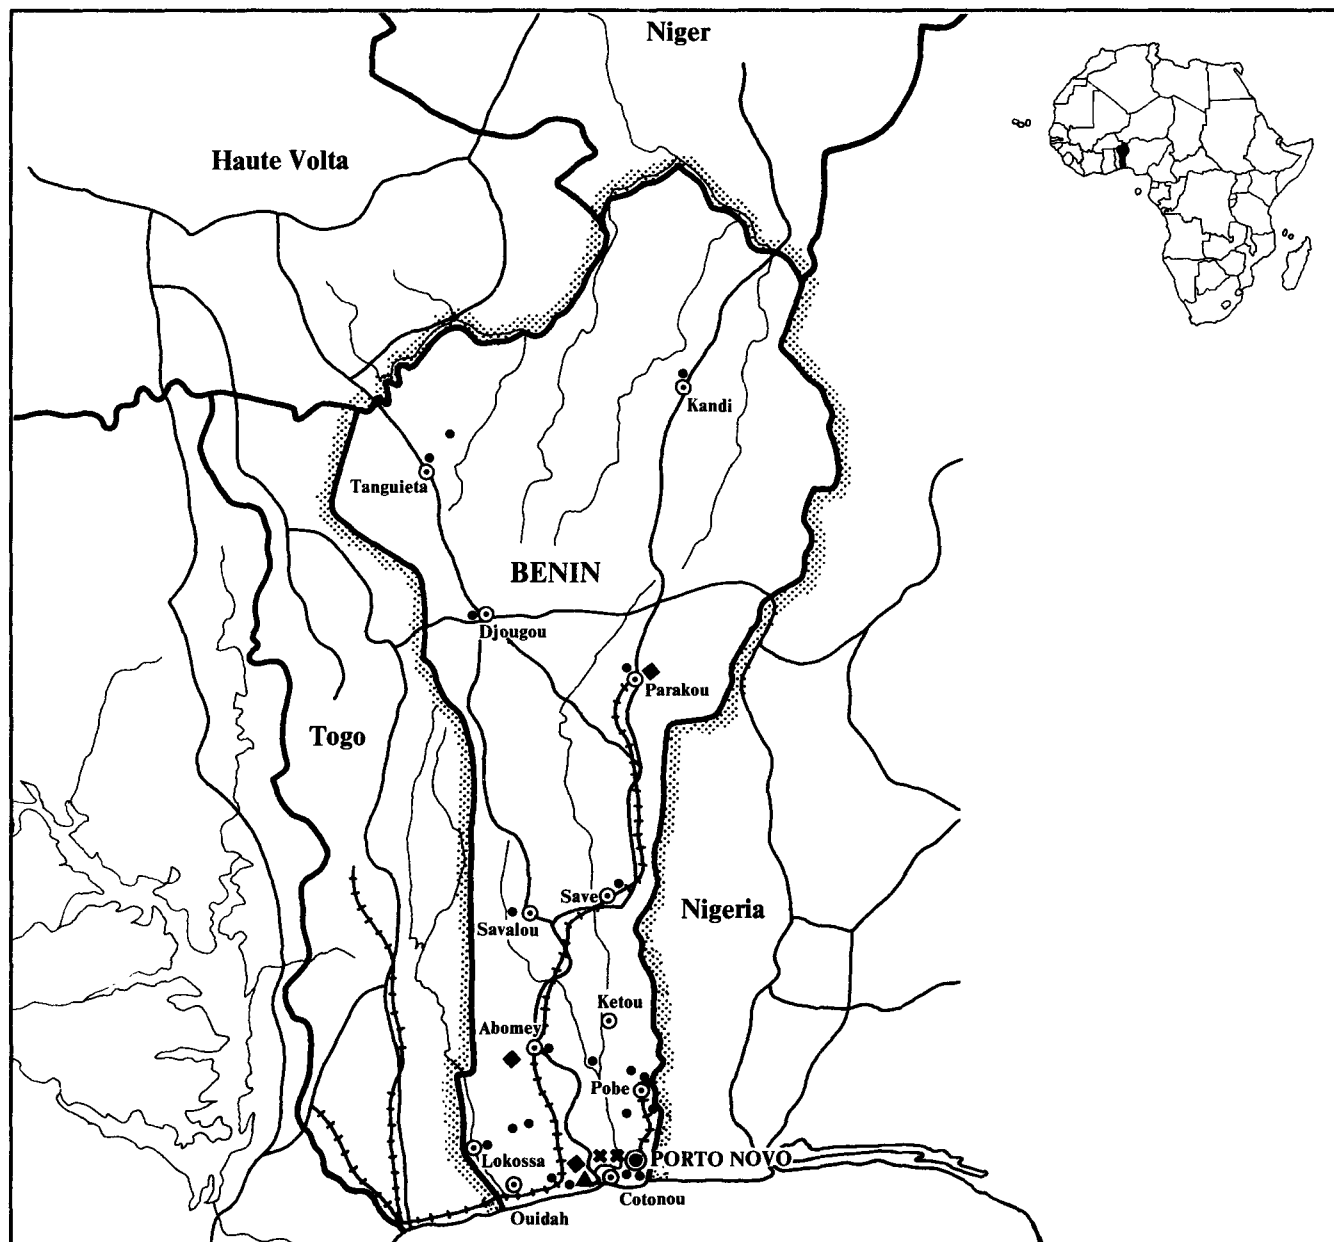 Niger
Haute Volta
Kandi
Tanguieta
BENIN
Djougou
Parakou
Togo
Save
Nigeria
Savalou
Ketou
Abomey
Pobe
PORTO NOVO
Lokossa
Cotonou
Ouidah